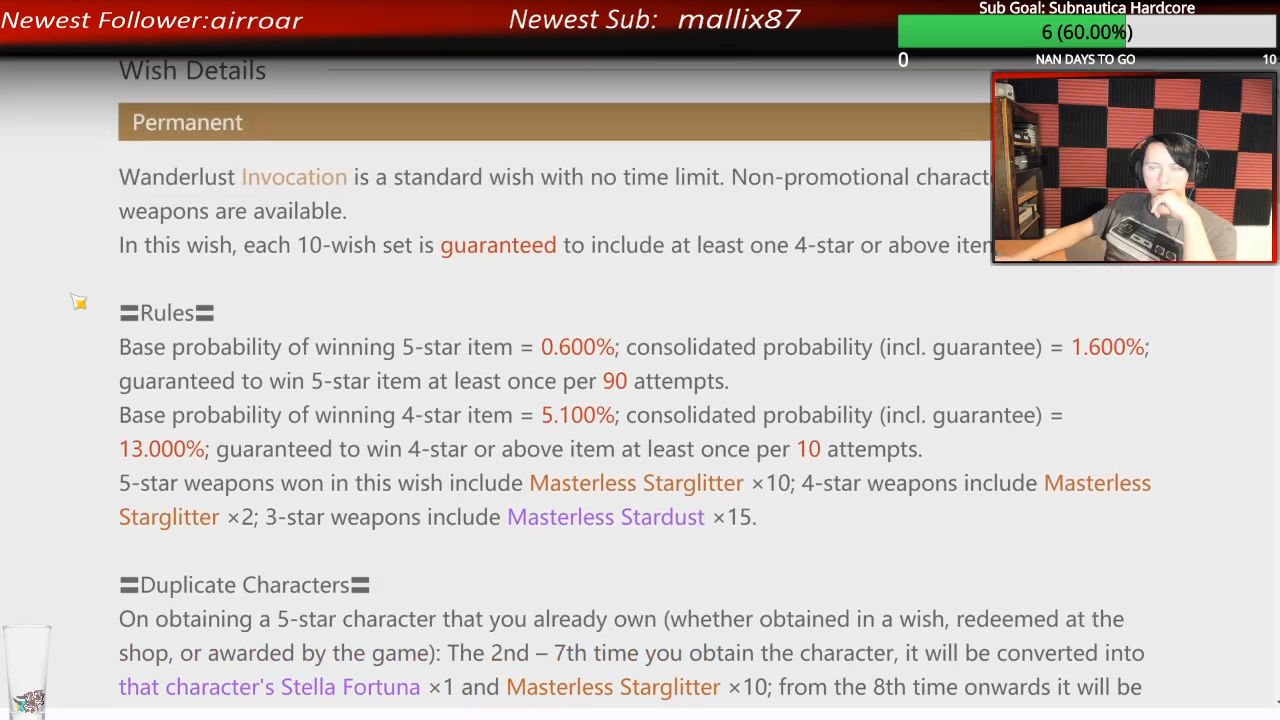 Newest Follower:airroar
Newest Sub: mallix87
Sub Goal: Subnautica Hardcore
6 (60.00%)
0
NAN DAYS TO GO
10
Wish Details
Permanent
Wanderlust Invocation is a standard wish with no time limit. Non-promotional
weapons are available.
In this wish, each 10-wish set is guaranteed to include at least one 4-star or above
〓Rules〓
Base probability of winning 5-star item = 0.600%; consolidated probability (incl. guarantee) = 1.600%;
guaranteed to win 5-star item at least once per 90 attempts.
Base probability of winning 4-star item = 5.100%; consolidated probability (incl. guarantee) =
13.000%; guaranteed to win 4-star or above item at least once per 10 attempts.
5-star weapons won in this wish include Masterless Starglitter ×10; 4-star weapons include Masterless
Starglitter ×2; 3-star weapons include Masterless Stardust ×15.
〓Duplicate Characters〓
On obtaining a 5-star character that you already own (whether obtained in a wish, redeemed at the
shop, or awarded by the game): The 2nd – 7th time you obtain the character, it will be converted into
that character's Stella Fortuna ×1 and Masterless Starglitter ×10; from the 8th time onwards it will be